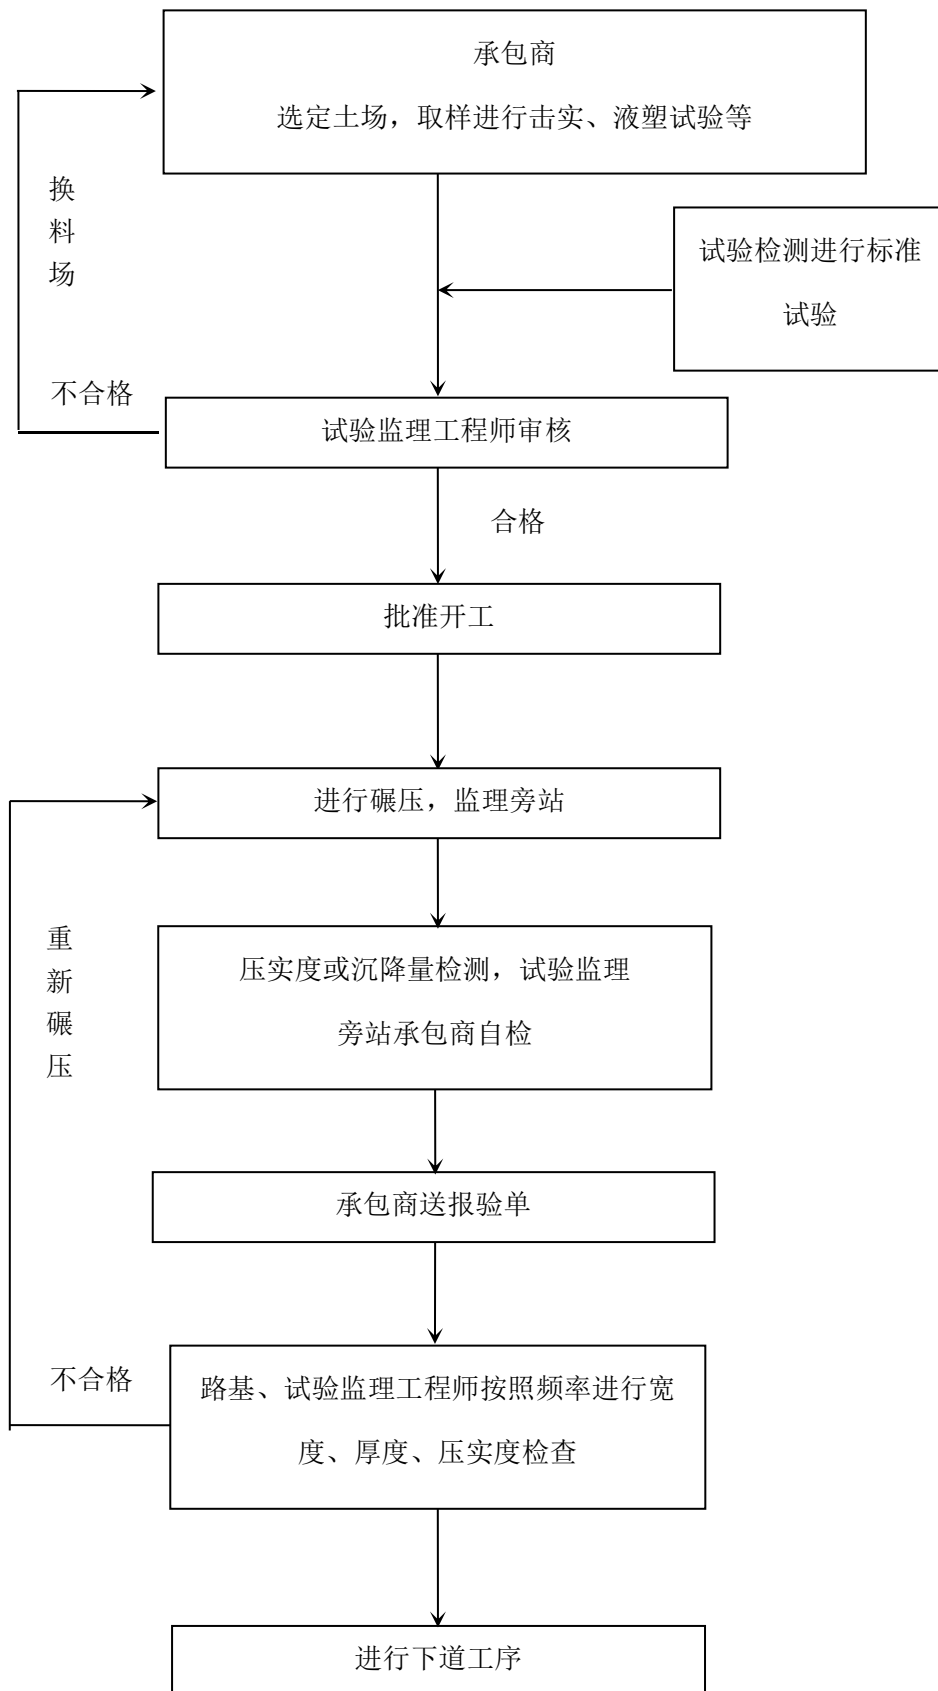 承包商
选定土场，取样进行击实、液塑试验等
换
料
场
试验检测进行标准
试验
不合格
试验监理工程师审核
合格
批准开工
进行碾压，监理旁站
重
新
碾
压
压实度或沉降量检测，试验监理
旁站承包商自检
承包商送报验单
不合格
路基、试验监理工程师按照频率进行宽
度、厚度、压实度检查
进行下道工序